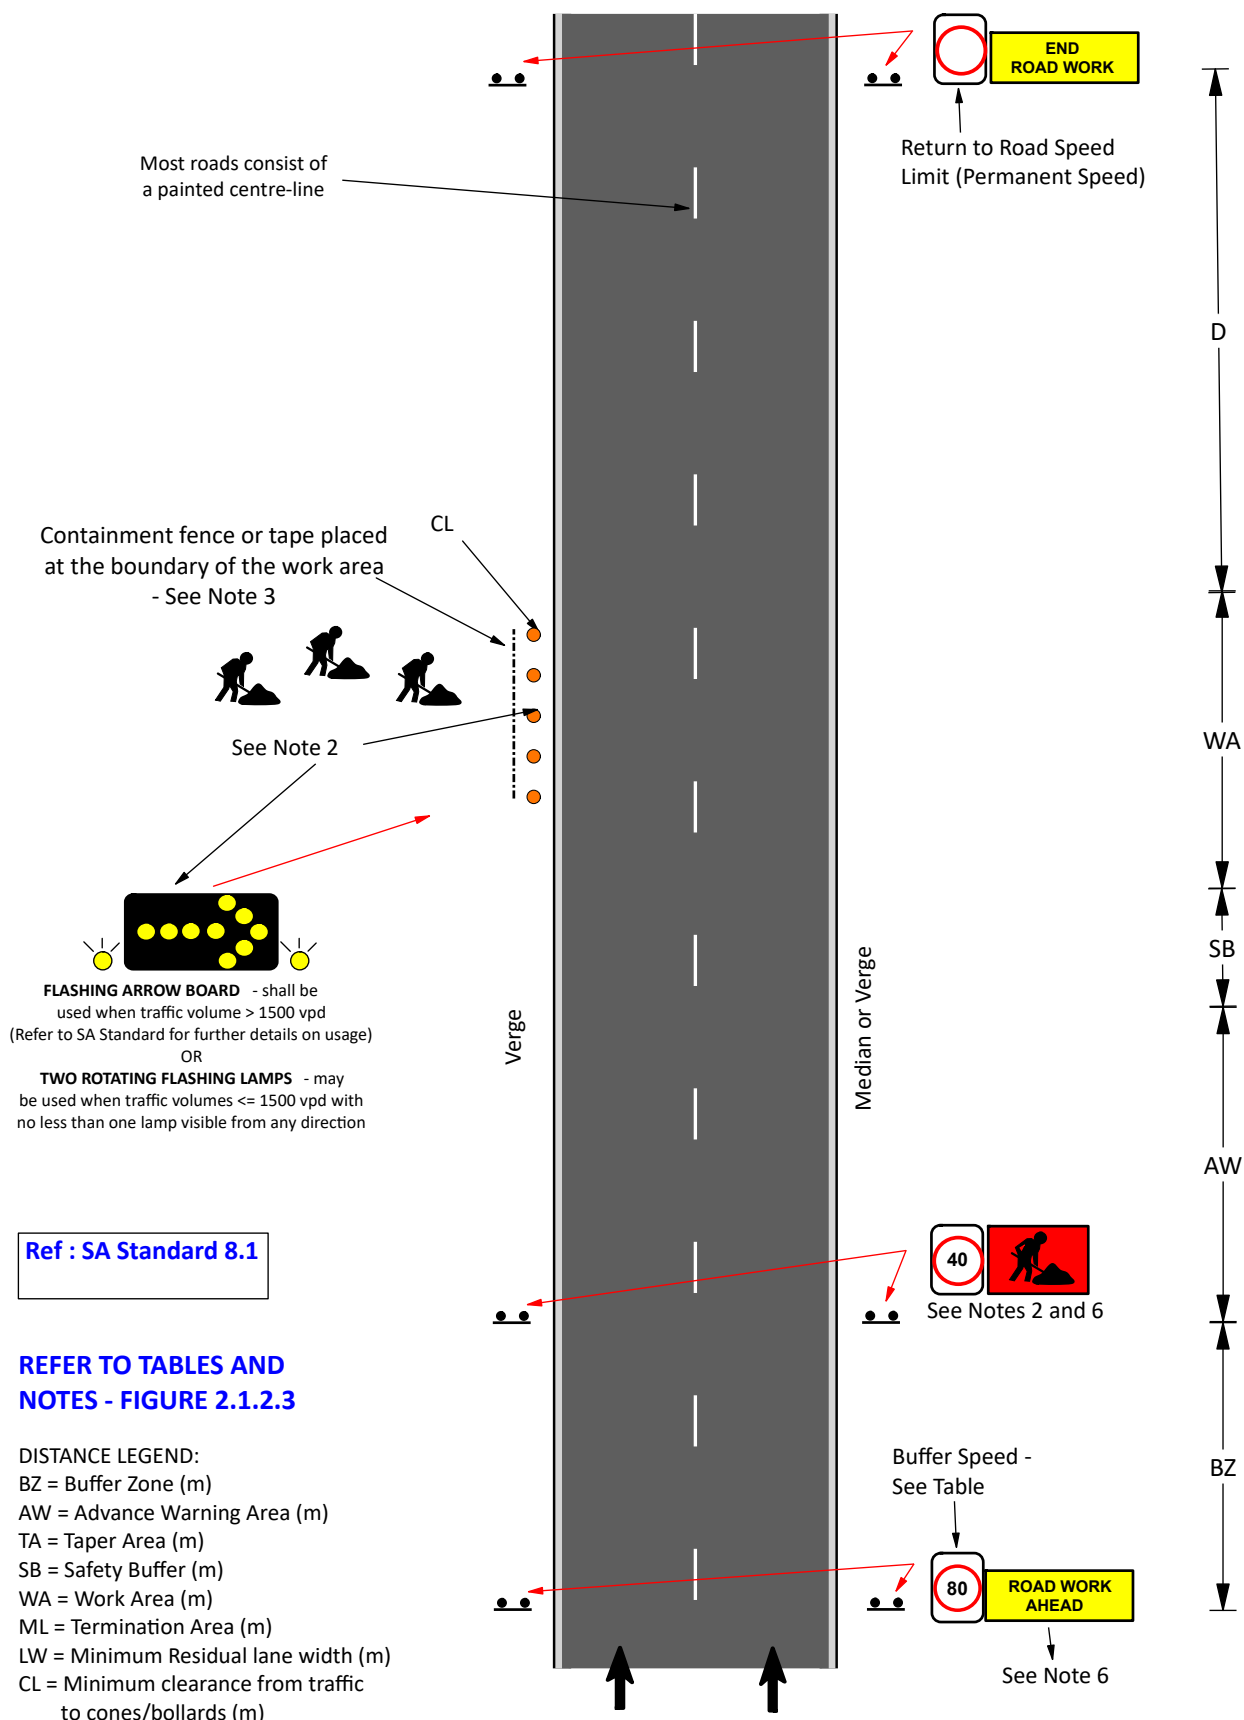 END
ROAD WORK
Return to Road Speed
Limit (Permanent Speed)
Most roads consist of
a painted centre-line
D
CL
Containment fence or tape placed
at the boundary of the work area
- See Note 3
WA
See Note 2
SB
FLASHING ARROW BOARD - shall be
used when traffic volume > 1500 vpd
(Refer to SA Standard for further details on usage)
OR
TWO ROTATING FLASHING LAMPS - may
be used when traffic volumes <= 1500 vpd with
no less than one lamp visible from any direction
Verge
Median or Verge
AW
Ref : SA Standard 8.1
40
See Notes 2 and 6
REFER TO TABLES AND
NOTES - FIGURE 2.1.2.3
DISTANCE LEGEND:
BZ = Buffer Zone (m)
AW = Advance Warning Area (m)
TA = Taper Area (m)
SB = Safety Buffer (m)
WA = Work Area (m)
ML = Termination Area (m)
LW = Minimum Residual lane width (m)
CL = Minimum clearance from traffic
to cones/bollards (m)
Buffer Speed -
See Table
BZ
80
ROAD WORK
AHEAD
See Note 6